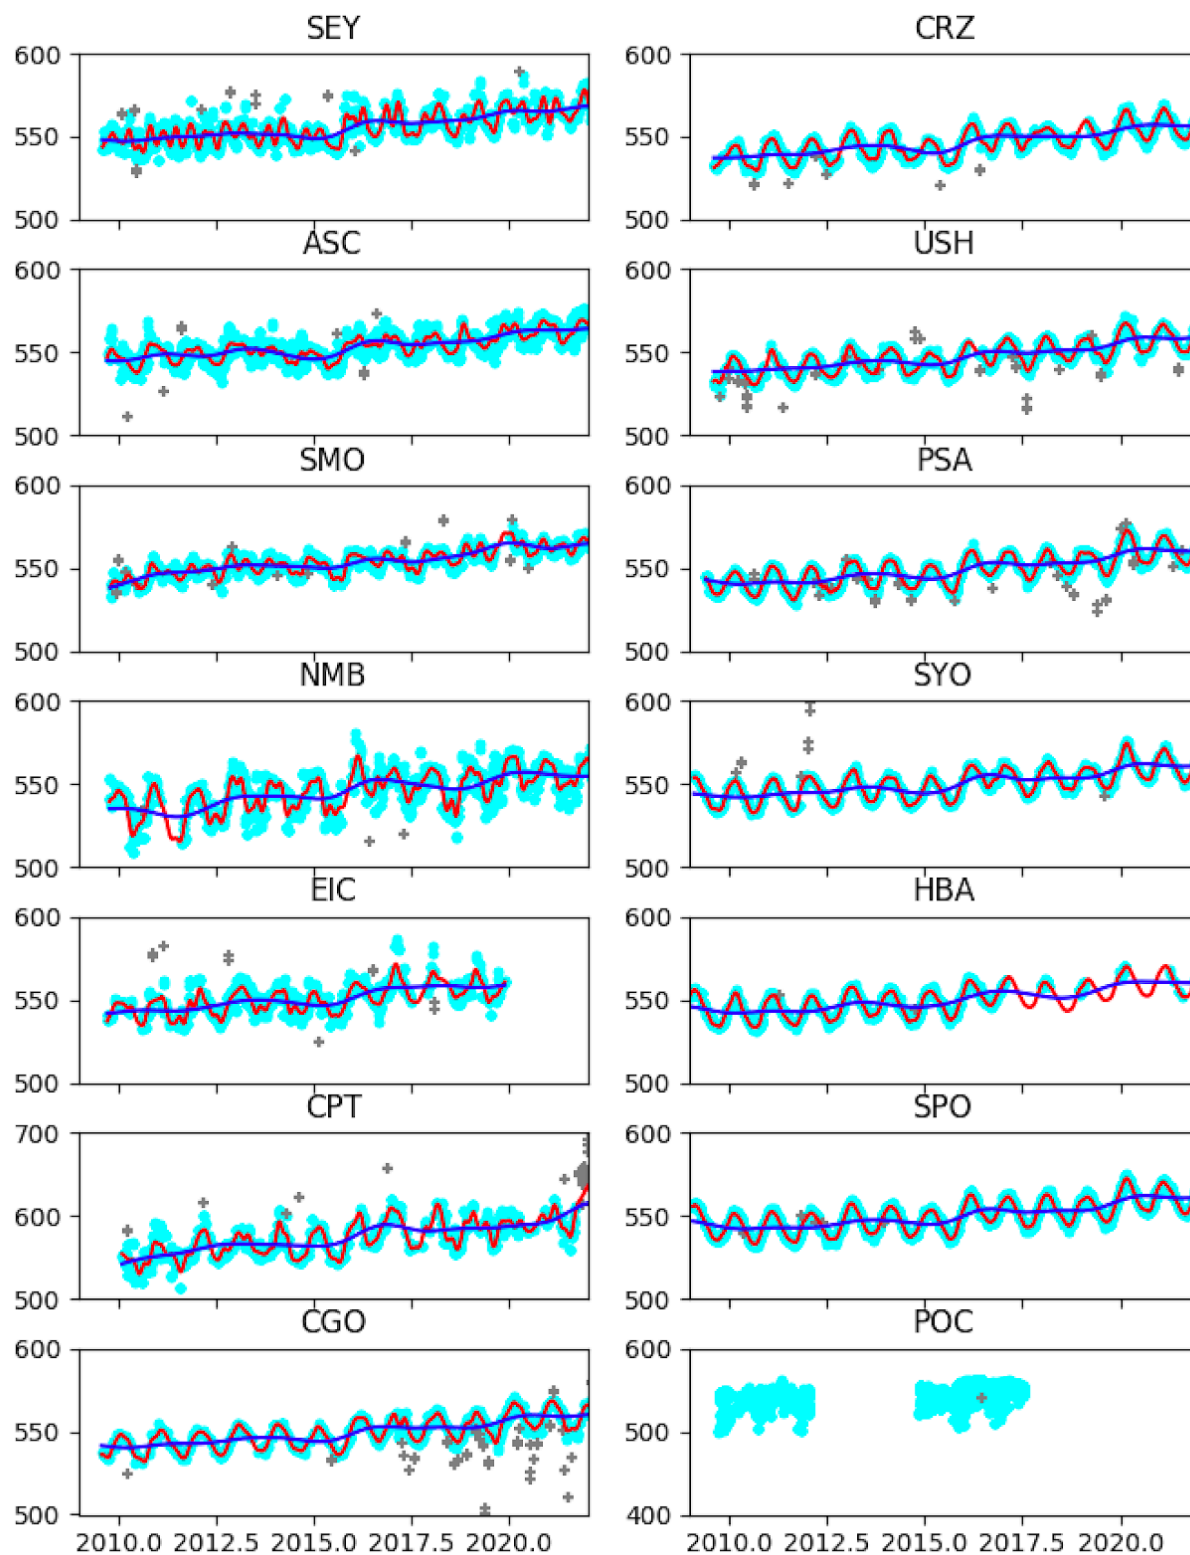 SEY CRZ
600 600
550 550
500 500
ASC USH
600 600
550 550
500 500
SMO PSA
600 600
550 550
500 500
NMB SYO
600 600
550 550
500 500
EIC HBA
600 600
550 550
500 500
CPT SPO
700 600
600 550
500 500
CGO POC
600 600
550 500
500 400
2010.0 2012.5 2015.0 2017.5 2020.0 2010.0 2012.5 2015.0 2017.5 2020.0